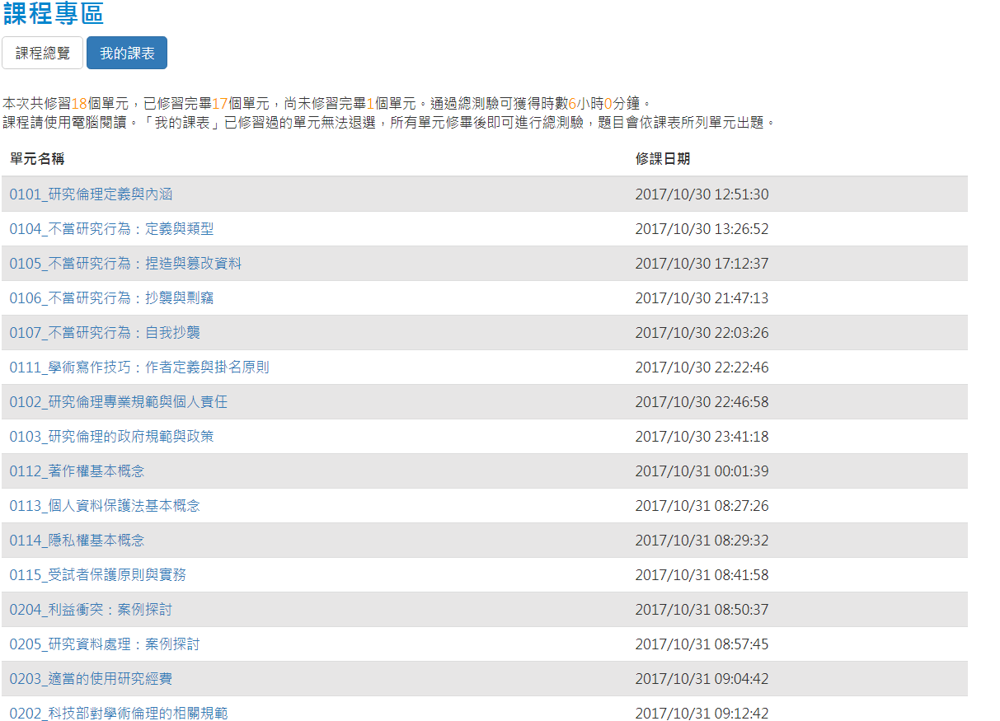 課程專區
課程總覽 我的課表
本次共修習18個單元，已修習完畢17個單元，尚未修習完畢1個單元。通過總測驗可獲得時數6小時0分鐘。
課程請使用電腦閱讀。「我的課表」已修習過的單元無法退選，所有單元修畢後即可進行總測驗，題目會依課表所列單元出題。
單元名稱 修課日期
0101_研究倫理定義與內涵 2017/10/30 12:51:30
0104_不當研究行為：定義與類型 2017/10/30 13:26:52
0105_不當研究行為：捏造與篡改資料 2017/10/30 17:12:37
0106_不當研究行為：抄襲與剽竊 2017/10/30 21:47:13
0107_不當研究行為：自我抄襲 2017/10/30 22:03:26
0111_學術寫作技巧：作者定義與掛名原則 2017/10/30 22:22:46
0102_研究倫理專業規範與個人責任 2017/10/30 22:46:58
0103_研究倫理的政府規範與政策 2017/10/30 23:41:18
0112_著作權基本概念 2017/10/31 00:01:39
0113_個人資料保護法基本概念 2017/10/31 08:27:26
0114_隱私權基本概念 2017/10/31 08:29:32
0115_受試者保護原則與實務 2017/10/31 08:41:58
0204_利益衝突：案例探討 2017/10/31 08:50:37
0205_研究資料處理：案例探討 2017/10/31 08:57:45
0203_適當的使用研究經費 2017/10/31 09:04:42
0202_科技部對學術倫理的相關規範 2017/10/31 09:12:42